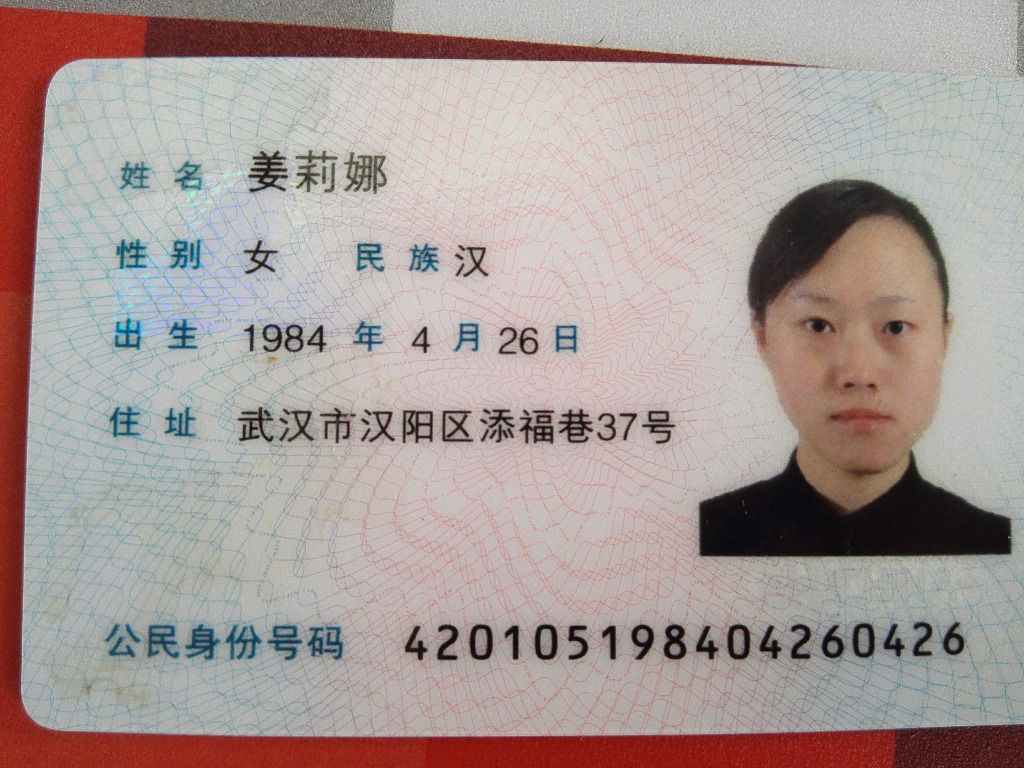 姓名 姜莉娜
性别 女 民族 汉
出生 1984 年 4 月 26 日
住址 武汉市汉阳区添福巷37号
公民身份号码 420105198404260426